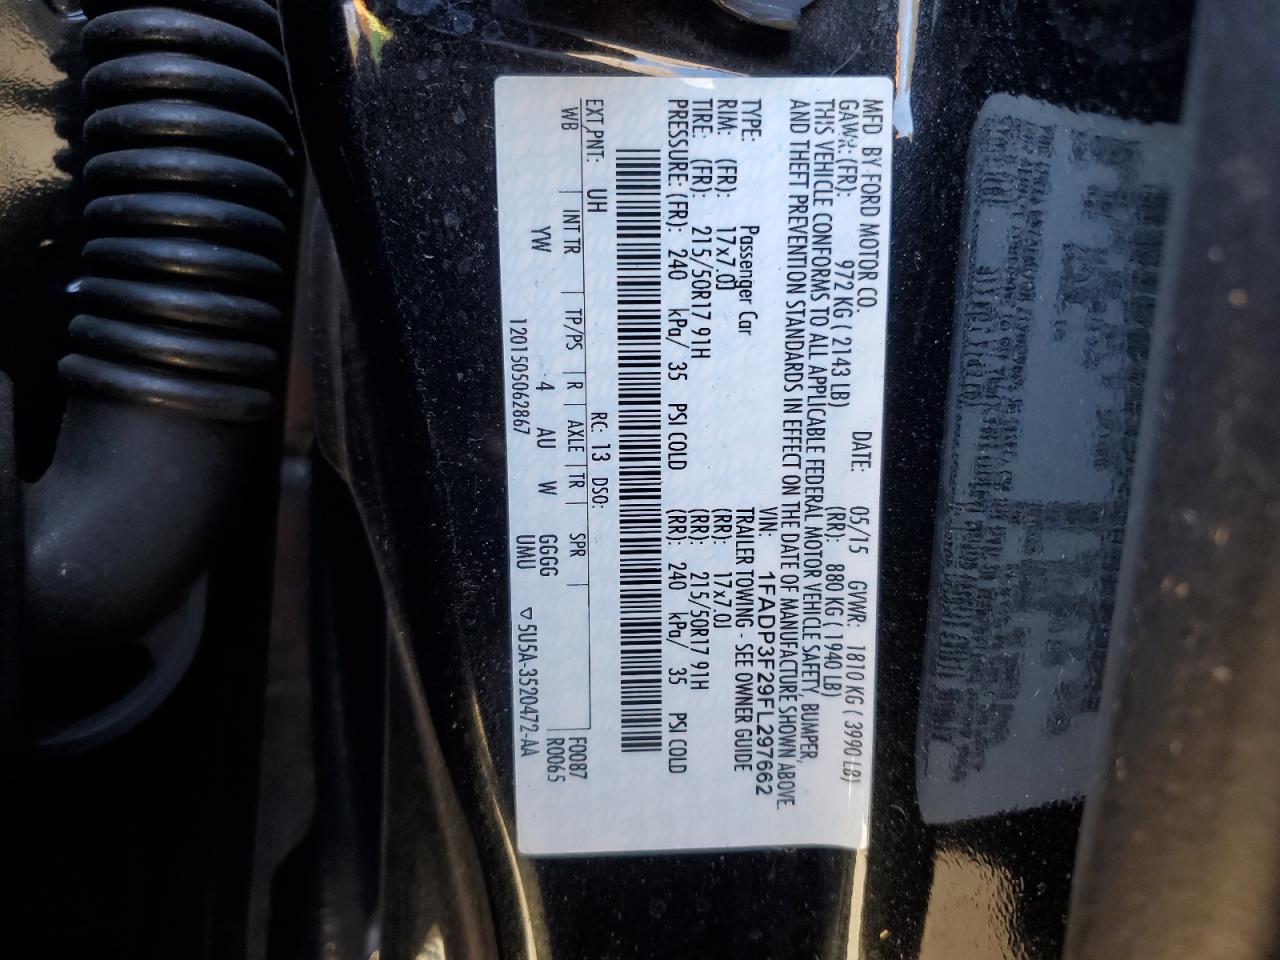 MFD BY FORD MOTOR CO. DATE: 05/15 GVWR: 1810 KG ( 3990 LB)
GAWR: (FR): 972 KG ( 2143 LB) (RR): 880 KG ( 1940 LB)
THIS VEHICLE CONFORMS TO ALL APPLICABLE FEDERAL MOTOR VEHICLE SAFETY, BUMPER,
AND THEFT PREVENTION STANDARDS IN EFFECT ON THE DATE OF MANUFACTURE SHOWN ABOVE.
VIN: 1FADP3F29FL297662
TYPE: Passenger Car TRAILER TOWING - SEE OWNER GUIDE
RIM: (FR): 17x7.0J (RR): 17x7.0J
TIRE: (FR): 215/50R17 91H (RR): 215/50R17 91H
PRESSURE: (FR): 240 kPa/ 35 PSI COLD (RR): 240 kPa/ 35 PSI COLD
EXT PNT: UH RC: 13 DSO: F0087
WB INT TR TP/PS R AXLE TR SPR R0065
YW 4 AU W GGGG
1201505062867 UMU ▽ 5U5A-3520472-AA